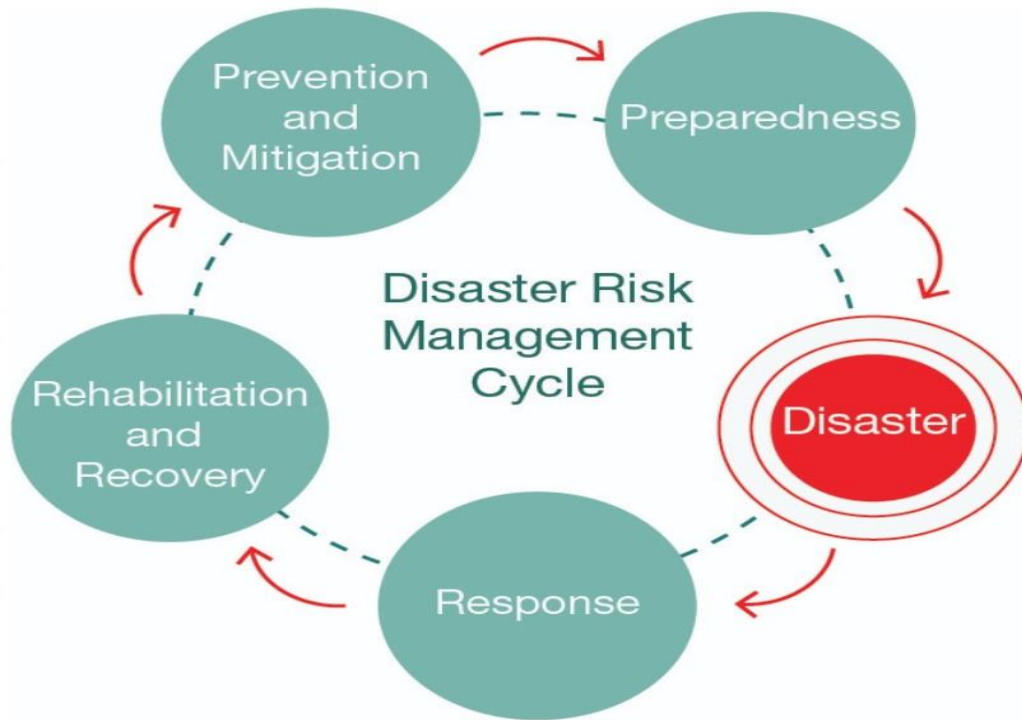 Prevention
and
Mitigation
Preparedness
Disaster Risk
Management
Cycle
Disaster
Response
Rehabilitation
and
Recovery